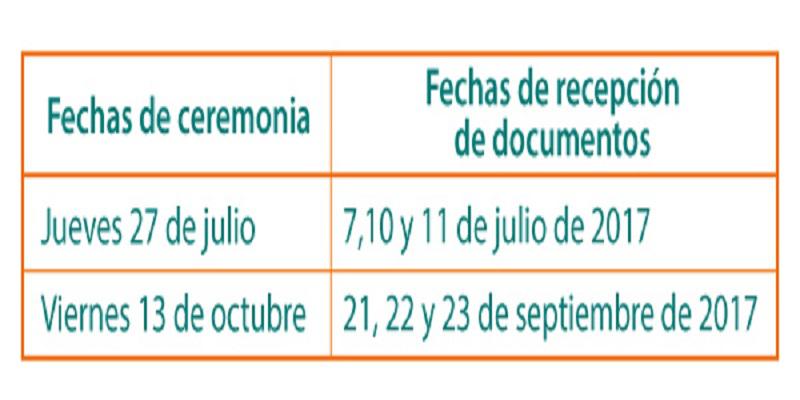 Fechas de ceremonia
Fechas de recepción
de documentos
Jueves 27 de julio
7,10 y 11 de julio de 2017
Viernes 13 de octubre
21, 22 y 23 de septiembre de 2017